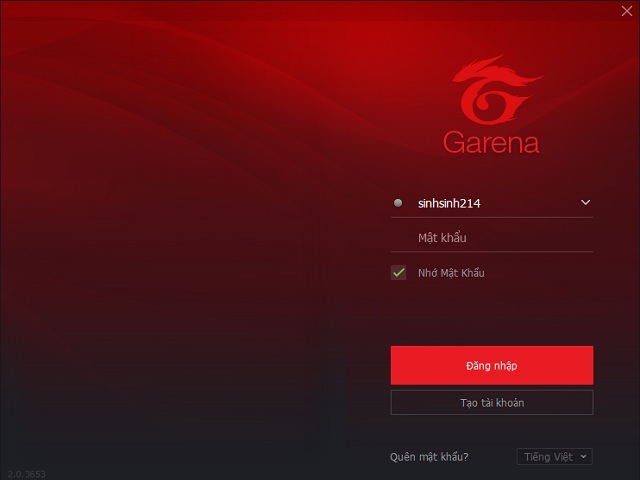 Garena
sinhsinh214
Mật khẩu
Nhớ Mật Khẩu
Đăng nhập
Tạo tài khoản
Quên mật khẩu? Tiếng Việt
2.0.3653